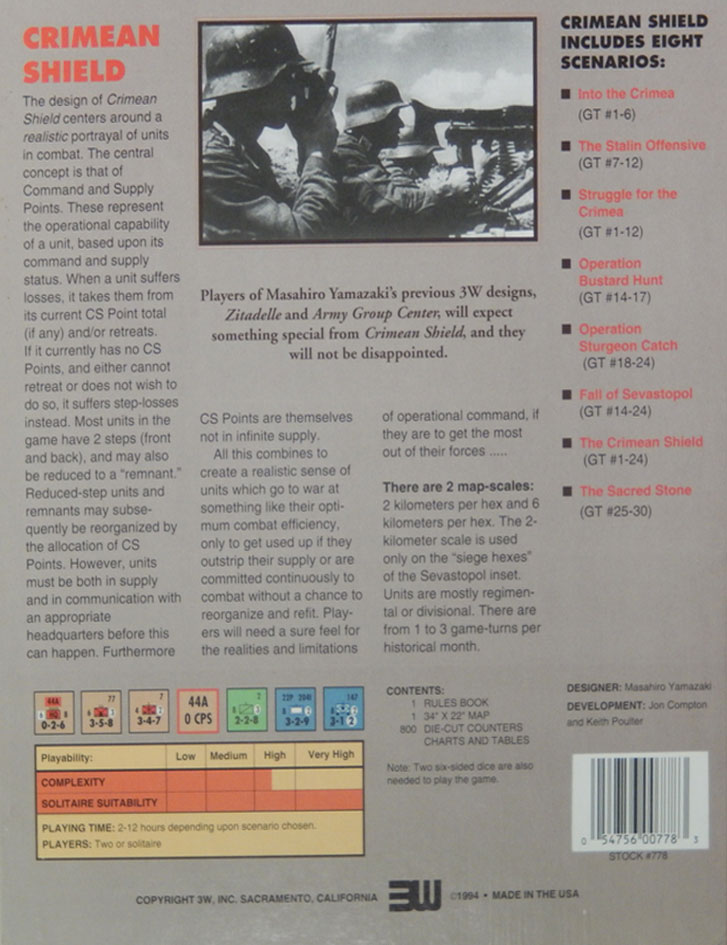 CRIMEAN
SHIELD
The design of Crimean
Shield centers around a
realistic portrayal of units
in combat. The central
concept is that of
Command and Supply
Points. These represent
the operational capability
of a unit, based upon its
command and supply
status. When a unit suffers
losses, it takes them from
its current CS Point total
(if any) and/or retreats.
If it currently has no CS
Points, and either cannot
retreat or does not wish to
do so, it suffers step-losses
instead. Most units in the
game have 2 steps (front
and back), and may also
be reduced to a "remnant."
Reduced-step units and
remnants may subse-
quently be reorganized by
the allocation of CS
Points. However, units
must be both in supply
and in communication with
an appropriate
headquarters before this
can happen. Furthermore
Players of Masahiro Yamazaki's previous 3W designs,
Zitadelle and Army Group Center, will expect
something special from Crimean Shield, and they
will not be disappointed.
CS Points are themselves
not in infinite supply.
All this combines to
create a realistic sense of
units which go to war at
something like their opti-
mum combat efficiency,
only to get used up if they
outstrip their supply or are
committed continuously to
combat without a chance to
reorganize and refit. Play-
ers will need a sure feel for
the realities and limitations
of operational command, if
they are to get the most
out of their forces .....
There are 2 map-scales:
2 kilometers per hex and 6
kilometers per hex. The 2-
kilometer scale is used
only on the "siege hexes"
of the Sevastopol inset.
Units are mostly regimen-
tal or divisional. There are
from 1 to 3 game-turns per
historical month.
CRIMEAN SHIELD
INCLUDES EIGHT
SCENARIOS:
Into the Crimea
(GT #1-6)
The Stalin Offensive
(GT #7-12)
Struggle for the
Crimea
(GT #1-12)
Operation
Bustard Hunt
(GT #14-17)
Operation
Sturgeon Catch
(GT #18-24)
Fall of Sevastopol
(GT #14-24)
The Crimean Shield
(GT #1-24)
The Sacred Stone
(GT #25-30)
44A
HQ
0-2-6
77
3-5-8
7
3-4-7
44A
0 CPS
2
2-2-8
3-2-9
147
3-1
Playability: Low Medium High Very High
COMPLEXITY
SOLITAIRE SUITABILITY
PLAYING TIME: 2-12 hours depending upon scenario chosen.
PLAYERS: Two or solitaire
CONTENTS:
1 RULES BOOK
1 34" X 22" MAP
800 DIE-CUT COUNTERS
CHARTS AND TABLES
Note: Two six-sided dice are also
needed to play the game.
DESIGNER: Masahiro Yamazaki
DEVELOPMENT: Jon Compton
and Keith Poulter
0 54756 00778 3
STOCK #778
COPYRIGHT 3W, INC. SACRAMENTO, CALIFORNIA 3W ©1994 • MADE IN THE USA